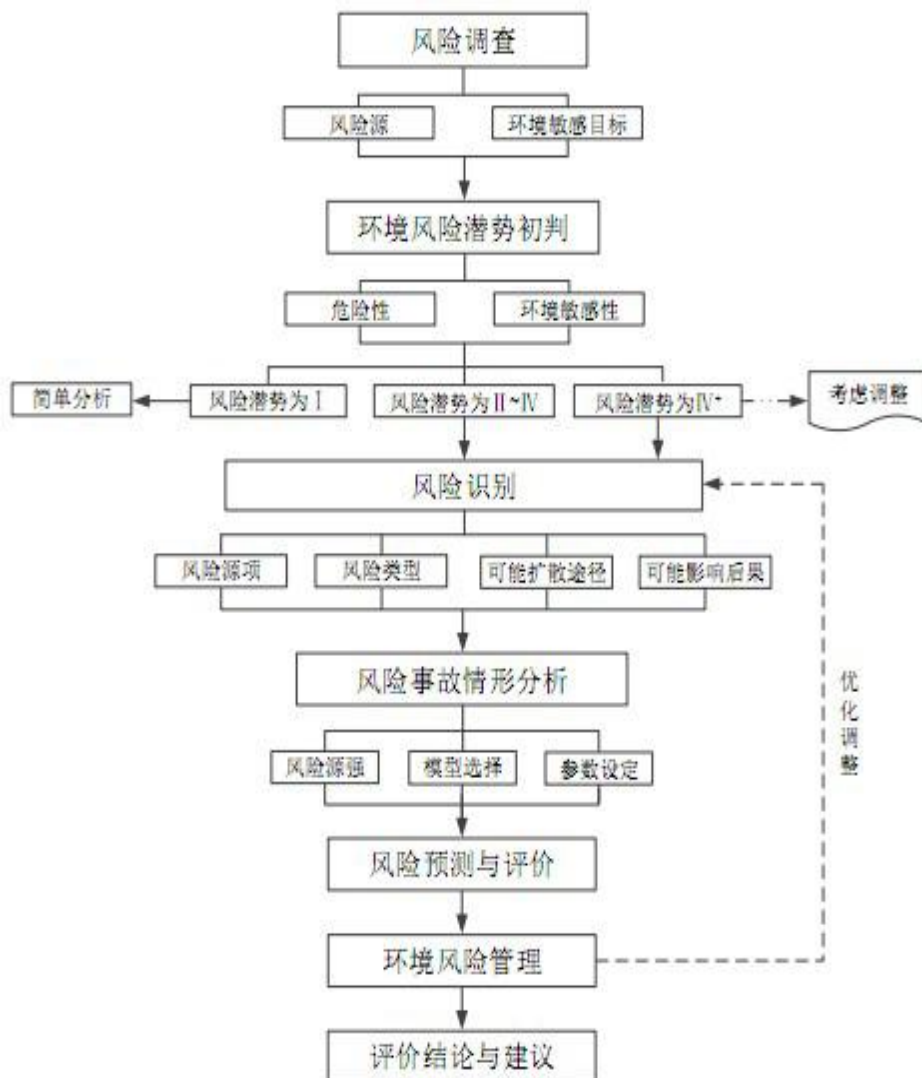 风险调查
风险源
环境敏感目标
环境风险潜势初判
危险性
环境敏感性
简单分析
风险潜势为Ⅰ
风险潜势为Ⅱ~Ⅳ
风险潜势为Ⅳ+
···
考虑调整
风险识别
风险源项
风险类型
可能扩散途径
可能影响后果
风险事故情形分析
风险源强
模型选择
参数设定
优化调整
风险预测与评价
环境风险管理
评价结论与建议